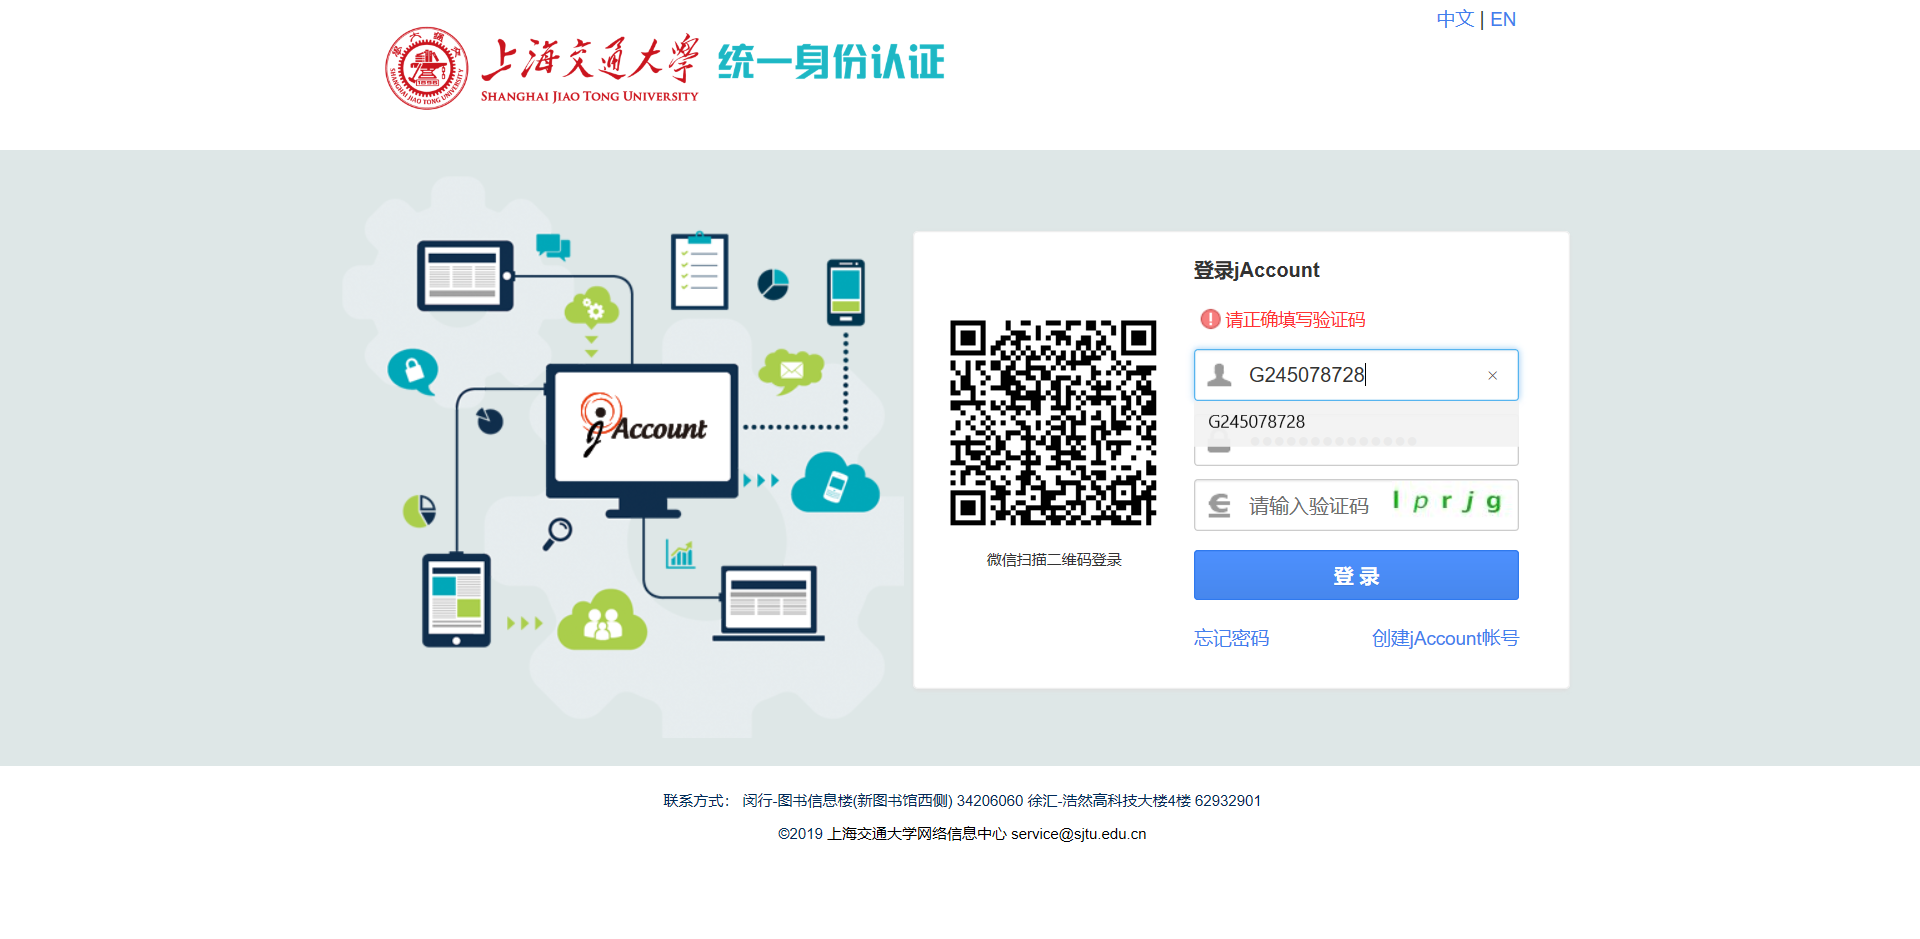 中文 | EN
上海交通大学
SHANGHAI JIAO TONG UNIVERSITY
统一身份认证
SHANGHAI JIAO TONG UNIVERSITY
1896
jAccount
登录jAccount
请正确填写验证码
G245078728
G245078728
请输入验证码
l p r j g
微信扫描二维码登录
登 录
忘记密码
创建jAccount帐号
联系方式： 闵行-图书信息楼(新图书馆西侧) 34206060 徐汇-浩然高科技大楼4楼 62932901
©2019 上海交通大学网络信息中心 service@sjtu.edu.cn